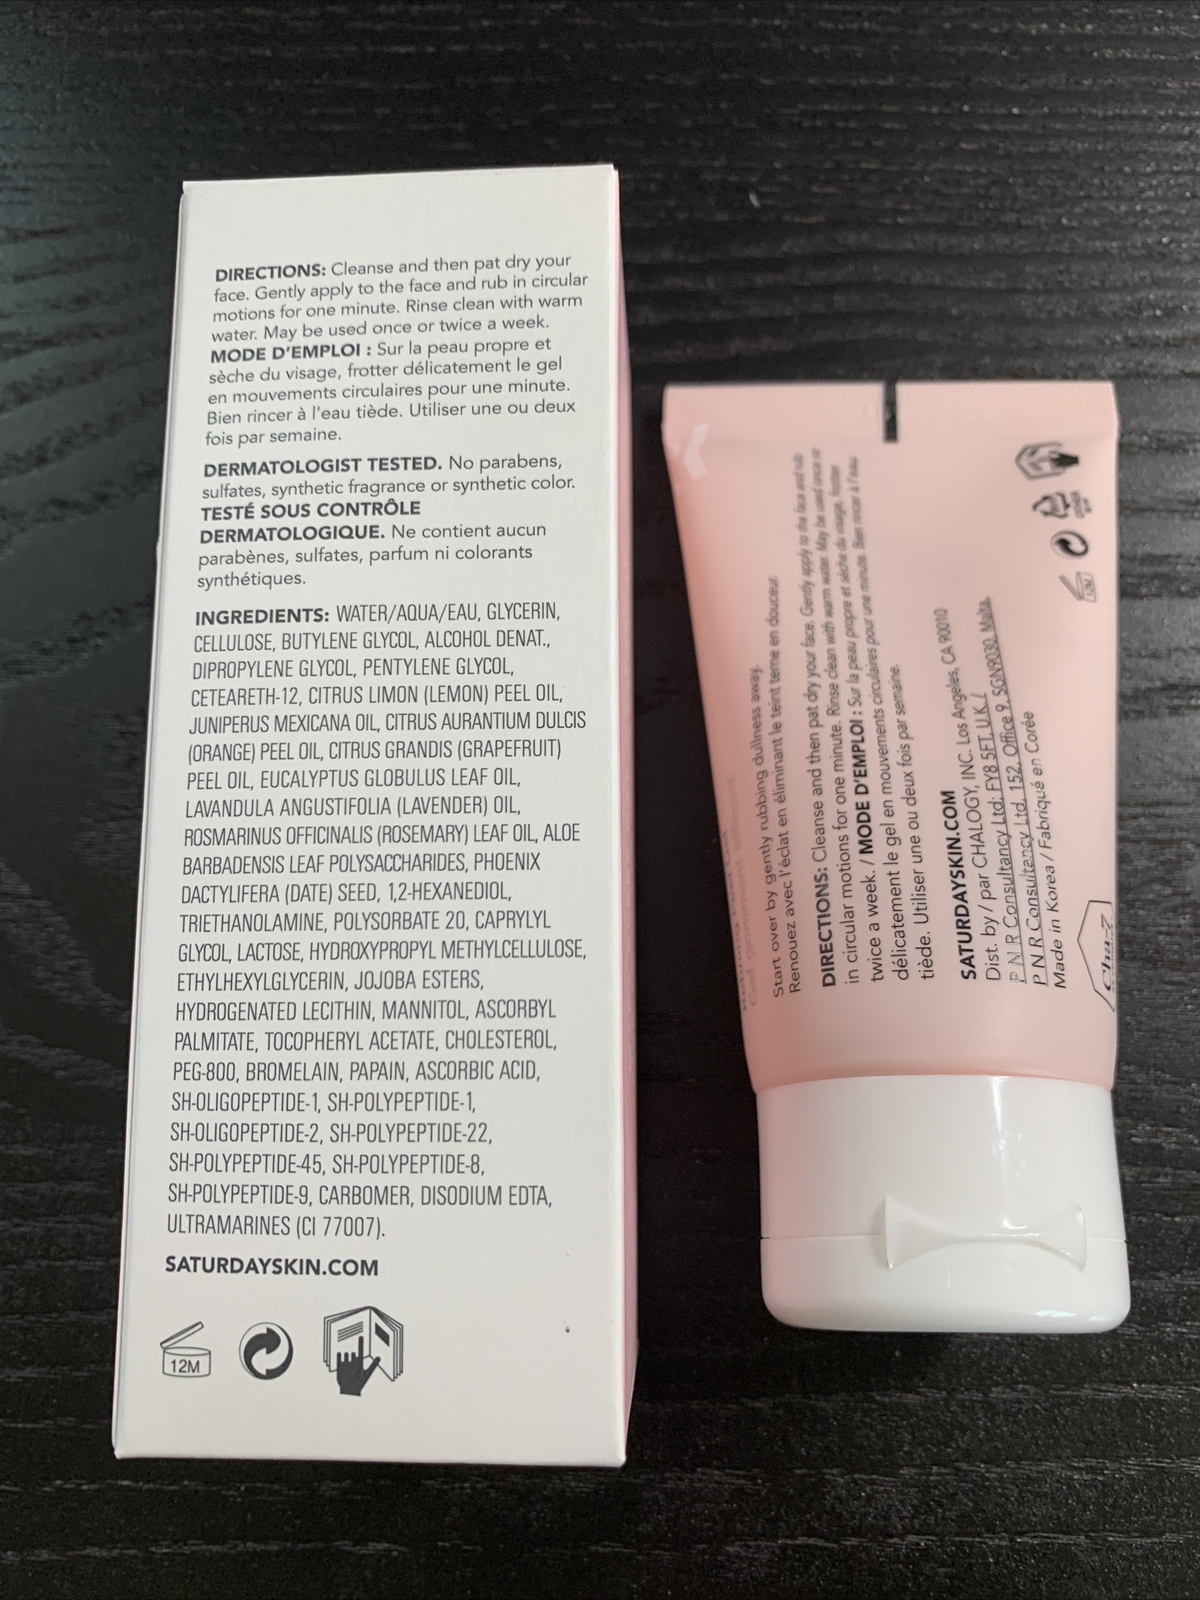 DIRECTIONS: Cleanse and then pat dry your
face. Gently apply to the face and rub in circular
motions for one minute. Rinse clean with warm
water. May be used once or twice a week.
MODE D'EMPLOI : Sur la peau propre et
sèche du visage, frotter délicatement le gel
en mouvements circulaires pour une minute.
Bien rincer à l'eau tiède. Utiliser une ou deux
fois par semaine.
DERMATOLOGIST TESTED. No parabens,
sulfates, synthetic fragrance or synthetic color.
TESTÉ SOUS CONTRÔLE
DERMATOLOGIQUE. Ne contient aucun
parabènes, sulfates, parfum ni colorants
synthétiques.
INGREDIENTS: WATER/AQUA/EAU, GLYCERIN,
CELLULOSE, BUTYLENE GLYCOL, ALCOHOL DENAT.,
DIPROPYLENE GLYCOL, PENTYLENE GLYCOL,
CETEARETH-12, CITRUS LIMON (LEMON) PEEL OIL,
JUNIPERUS MEXICANA OIL, CITRUS AURANTIUM DULCIS
(ORANGE) PEEL OIL, CITRUS GRANDIS (GRAPEFRUIT)
PEEL OIL, EUCALYPTUS GLOBULUS LEAF OIL,
LAVANDULA ANGUSTIFOLIA (LAVENDER) OIL,
ROSMARINUS OFFICINALIS (ROSEMARY) LEAF OIL, ALOE
BARBADENSIS LEAF POLYSACCHARIDES, PHOENIX
DACTYLIFERA (DATE) SEED, 1,2-HEXANEDIOL,
TRIETHANOLAMINE, POLYSORBATE 20, CAPRYLYL
GLYCOL, LACTOSE, HYDROXYPROPYL METHYLCELLULOSE,
ETHYLHEXYLGLYCERIN, JOJOBA ESTERS,
HYDROGENATED LECITHIN, MANNITOL, ASCORBYL
PALMITATE, TOCOPHERYL ACETATE, CHOLESTEROL,
PEG-800, BROMELAIN, PAPAIN, ASCORBIC ACID,
SH-OLIGOPEPTIDE-1, SH-POLYPEPTIDE-1,
SH-OLIGOPEPTIDE-2, SH-POLYPEPTIDE-22,
SH-POLYPEPTIDE-45, SH-POLYPEPTIDE-8,
SH-POLYPEPTIDE-9, CARBOMER, DISODIUM EDTA,
ULTRAMARINES (CI 77007).
SATURDAYSKIN.COM
12M
Start over by gently rubbing dullness away.
Renouez avec l'éclat en éliminant le teint terne en douceur.
DIRECTIONS: Cleanse and then pat dry your face. Gently apply to the face and rub
in circular motions for one minute. Rinse clean with warm water. May be used once or
twice a week. / MODE D'EMPLOI : Sur la peau propre et sèche du visage, frotter
délicatement le gel en mouvements circulaires pour une minute. Bien rincer à l'eau
tiède. Utiliser une ou deux fois par semaine.
SATURDAYSKIN.COM
Dist. by / par CHALOGY, INC. Los Angeles, CA 90010
P N R Consultancy Ltd: FY8 5FT, U.K. /
P N R Consultancy Ltd, 152, Office 9, SGN9030, Malta.
Made in Korea / Fabriqué en Corée
12M